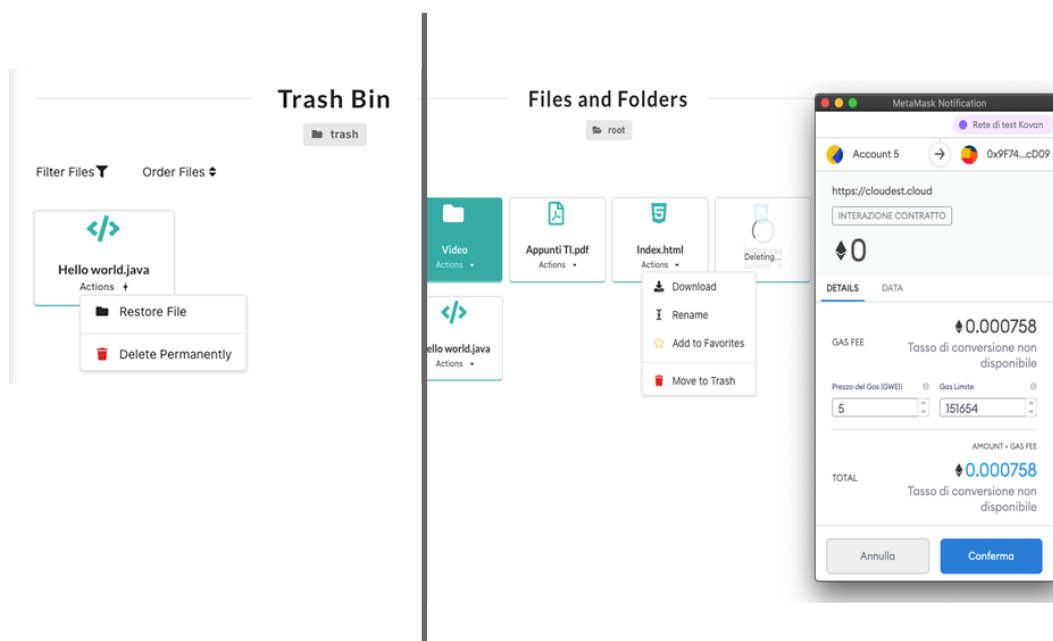 Trash Bin
trash
Filter Files
Order Files
Hello world.java
Actions
Restore File
Delete Permanently
Files and Folders
root
Video
Actions
Appunti TI.pdf
Actions
Index.html
Actions
Index.css
Deleting...
Actions
Download
Rename
Add to Favorites
Move to Trash
ello world.java
Actions
MetaMask Notification
Rete di test Kovan
Account 5
0x9F74...cD09
https://cloudest.cloud
INTERAZIONE CONTRATTO
0
DETAILS DATA
GAS FEE
0.000758
Tasso di conversione non
disponibile
Prezzo del Gas (GWEI)
Gas Limite
5
151654
AMOUNT + GAS FEE
TOTAL
0.000758
Tasso di conversione non
disponibile
Annulla
Conferma